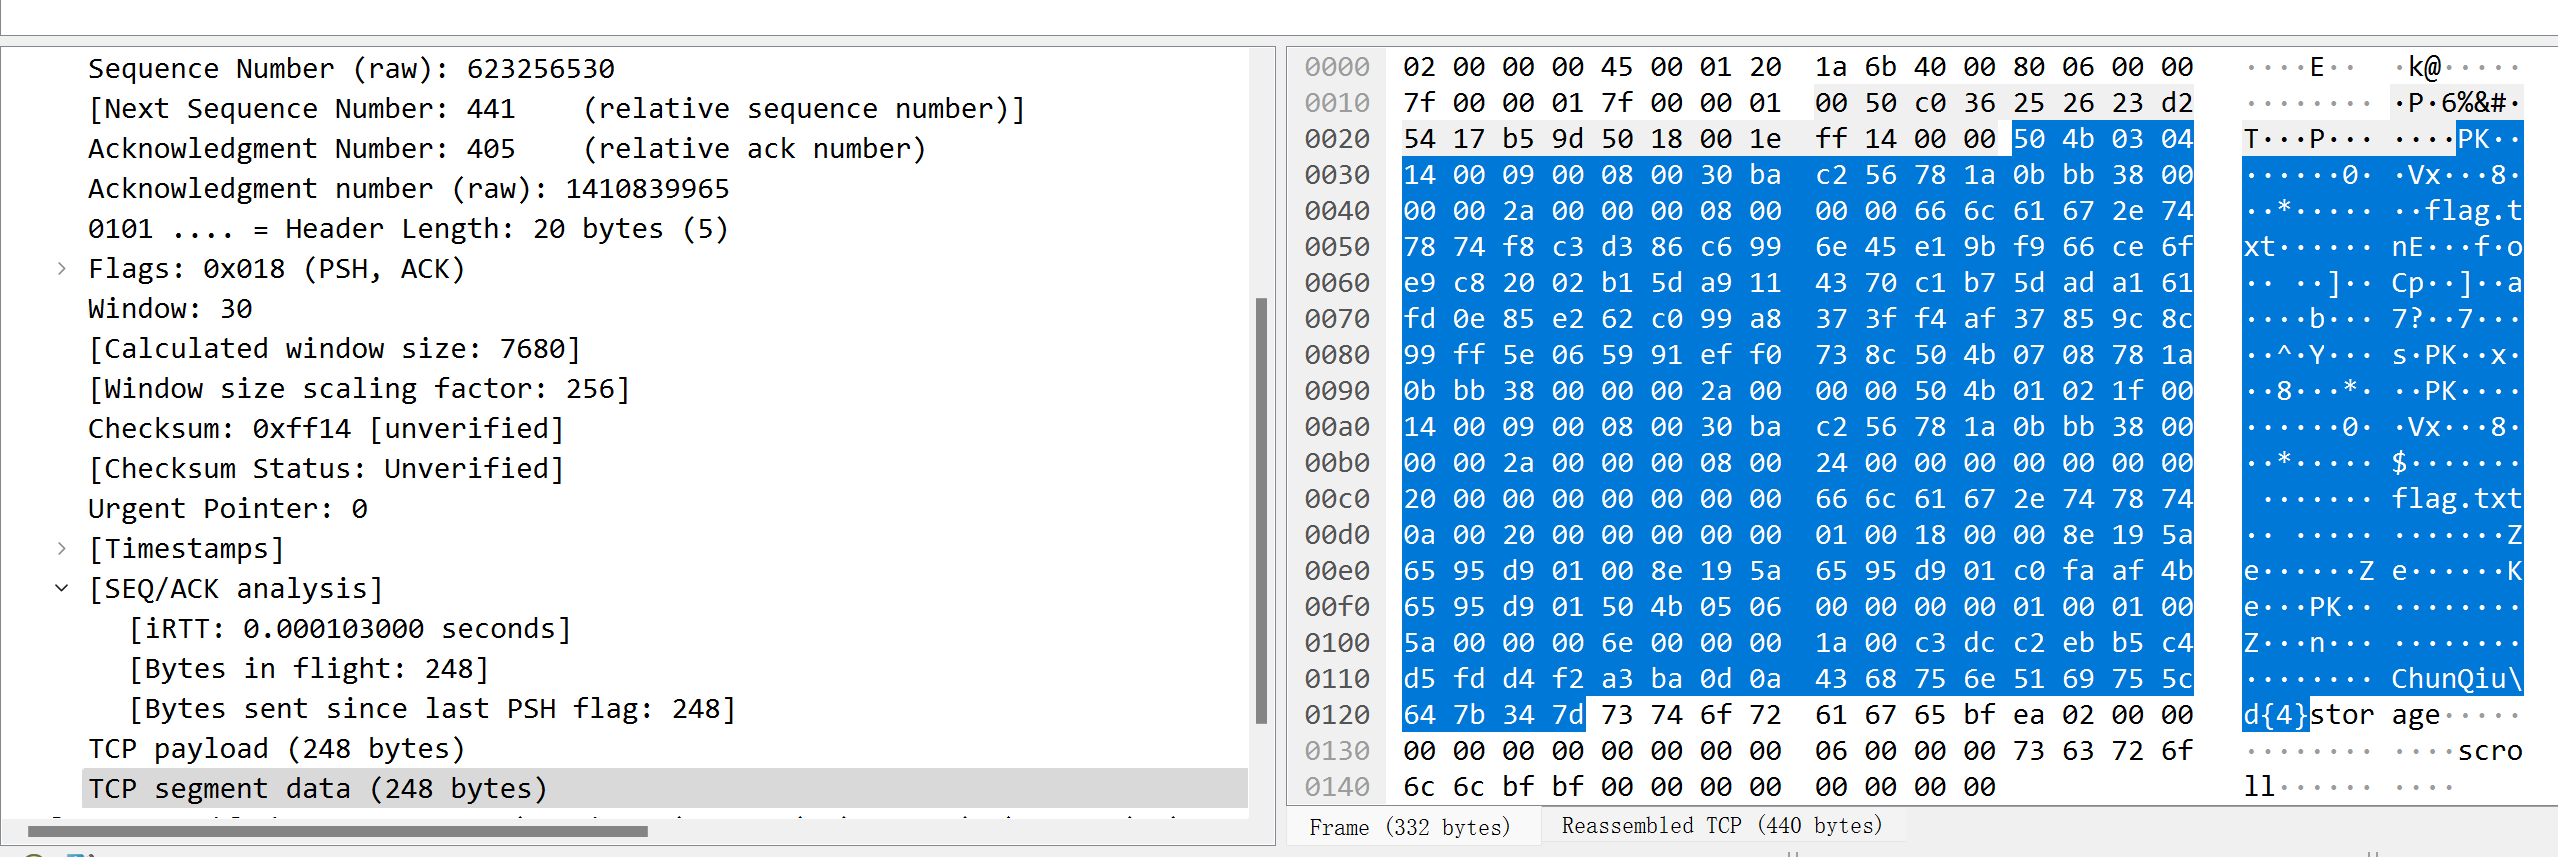 Sequence Number (raw): 623256530
[Next Sequence Number: 441    (relative sequence number)]
Acknowledgment Number: 405    (relative ack number)
Acknowledgment number (raw): 1410839965
0101 .... = Header Length: 20 bytes (5)
Flags: 0x018 (PSH, ACK)
Window: 30
[Calculated window size: 7680]
[Window size scaling factor: 256]
Checksum: 0xff14 [unverified]
[Checksum Status: Unverified]
Urgent Pointer: 0
[Timestamps]
[SEQ/ACK analysis]
[iRTT: 0.000103000 seconds]
[Bytes in flight: 248]
[Bytes sent since last PSH flag: 248]
TCP payload (248 bytes)
TCP segment data (248 bytes)
0000 02 00 00 00 45 00 01 20 1a 6b 40 00 80 06 00 00 ····E·· ·k@·····
0010 7f 00 00 01 7f 00 00 01 00 50 c0 36 25 26 23 d2 ········ ·P·6%&#·
0020 54 17 b5 9d 50 18 00 1e ff 14 00 00 50 4b 03 04 T···P··· ····PK··
0030 14 00 09 00 08 00 30 ba c2 56 78 1a 0b bb 38 00 ······0· ·Vx···8·
0040 00 00 2a 00 00 00 08 00 00 00 66 6c 61 67 2e 74 ··*····· ··flag.t
0050 78 74 f8 c3 d3 86 c6 99 6e 45 e1 9b f9 66 ce 6f xt······ nE···f·o
0060 e9 c8 20 02 b1 5d a9 11 43 70 c1 b7 5d ad a1 61 ·· ··]·· Cp··]··a
0070 fd 0e 85 e2 62 c0 99 a8 37 3f f4 af 37 85 9c 8c ····b··· 7?··7···
0080 99 ff 5e 06 59 91 ef f0 73 8c 50 4b 07 08 78 1a ··^·Y··· s·PK··x·
0090 0b bb 38 00 00 00 2a 00 00 00 50 4b 01 02 1f 00 ··8···*· ··PK····
00a0 14 00 09 00 08 00 30 ba c2 56 78 1a 0b bb 38 00 ······0· ·Vx···8·
00b0 00 00 2a 00 00 00 08 00 24 00 00 00 00 00 00 00 ··*····· $·······
00c0 20 00 00 00 00 00 00 00 66 6c 61 67 2e 74 78 74 ······· flag.txt
00d0 0a 00 20 00 00 00 00 00 01 00 18 00 00 8e 19 5a ·· ····· ·······Z
00e0 65 95 d9 01 00 8e 19 5a 65 95 d9 01 c0 fa af 4b e······Z e······K
00f0 65 95 d9 01 50 4b 05 06 00 00 00 00 01 00 01 00 e···PK·· ········
0100 5a 00 00 00 6e 00 00 00 1a 00 c3 dc c2 eb b5 c4 Z···n··· ········
0110 d5 fd d4 f2 a3 ba 0d 0a 43 68 75 6e 51 69 75 5c ········ ChunQiu\
0120 64 7b 34 7d 73 74 6f 72 61 67 65 bf ea 02 00 00 d{4}stor age·····
0130 00 00 00 00 00 00 00 00 06 00 00 00 73 63 72 6f ········ ····scro
0140 6c 6c bf bf 00 00 00 00 00 00 00 00 ll······ ····
Frame (332 bytes)
Reassembled TCP (440 bytes)